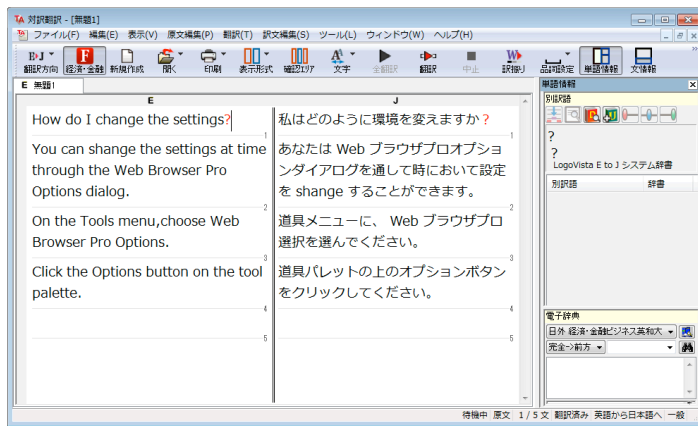 対訳翻訳 - [無題1]
ファイル(F) 編集(E) 表示(V) 原文編集(P) 翻訳(T) 訳文編集(S) ツール(L) ウィンドウ(W) ヘルプ(H)
E›J F A W
翻訳方向 経済・金融 新規作成 開く 印刷 表示形式 確認エリア 文字 全翻訳 翻訳 中止 訳振り 品詞設定 単語情報 文情報
E 無題1
E J
How do I change the settings?
私はどのように環境を変えますか？
1 1
You can shange the settings at time
through the Web Browser Pro
Options dialog.
あなたは Web ブラウザプロオプショ
ンダイアログを通して時において設定
を shange することができます。
2 2
On the Tools menu,choose Web
Browser Pro Options.
道具メニューに、 Web ブラウザプロ
選択を選んでください。
3 3
Click the Options button on the tool
palette.
道具パレットの上のオプションボタン
をクリックしてください。
4 4
5 5
単語情報
別訳語
?
?
LogoVista E to J システム辞書
別訳語 辞書
電子辞典
日外 経済・金融ビジネス英和大
完全->前方
待機中 原文 1 / 5 文 翻訳済み 英語から日本語へ 一般